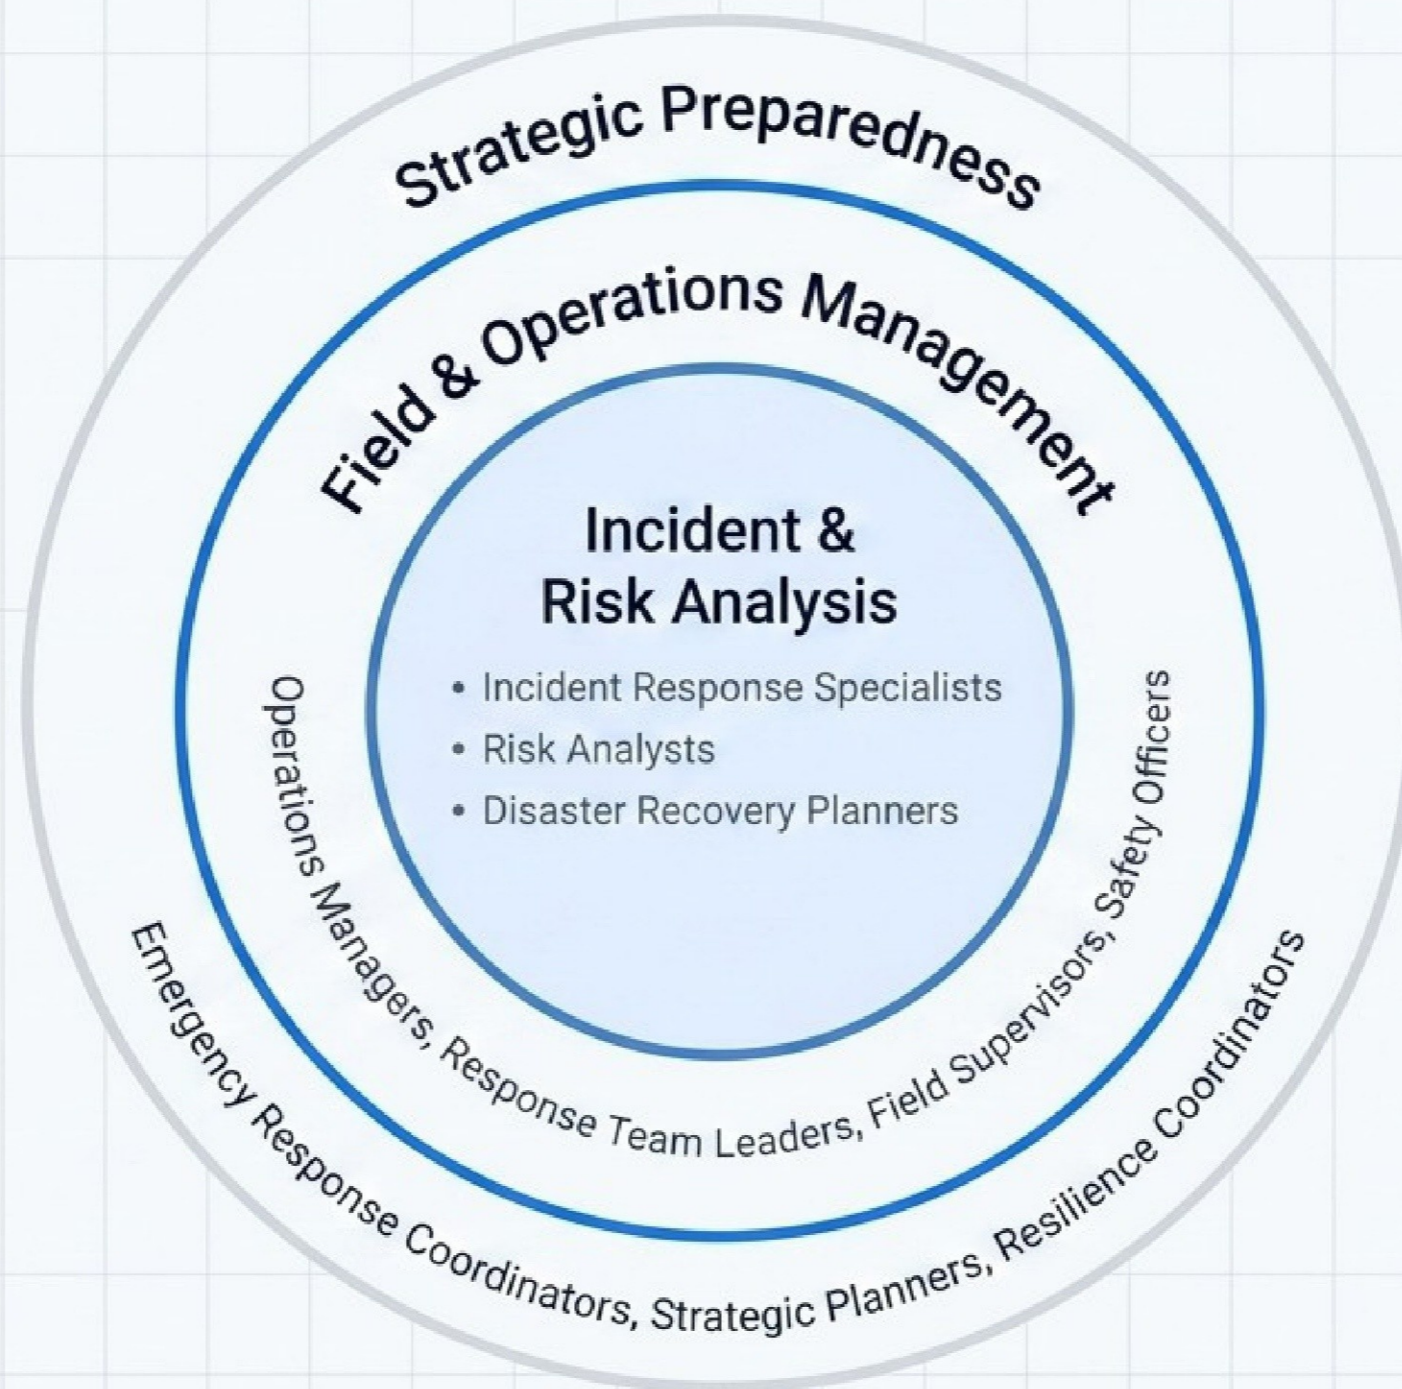 Strategic Preparedness
Field & Operations Management
Incident &
Risk Analysis
• Incident Response Specialists
• Risk Analysts
• Disaster Recovery Planners
Operations Managers, Response Team Leaders, Field Supervisors, Safety Officers
Emergency Response Coordinators, Strategic Planners, Resilience Coordinators